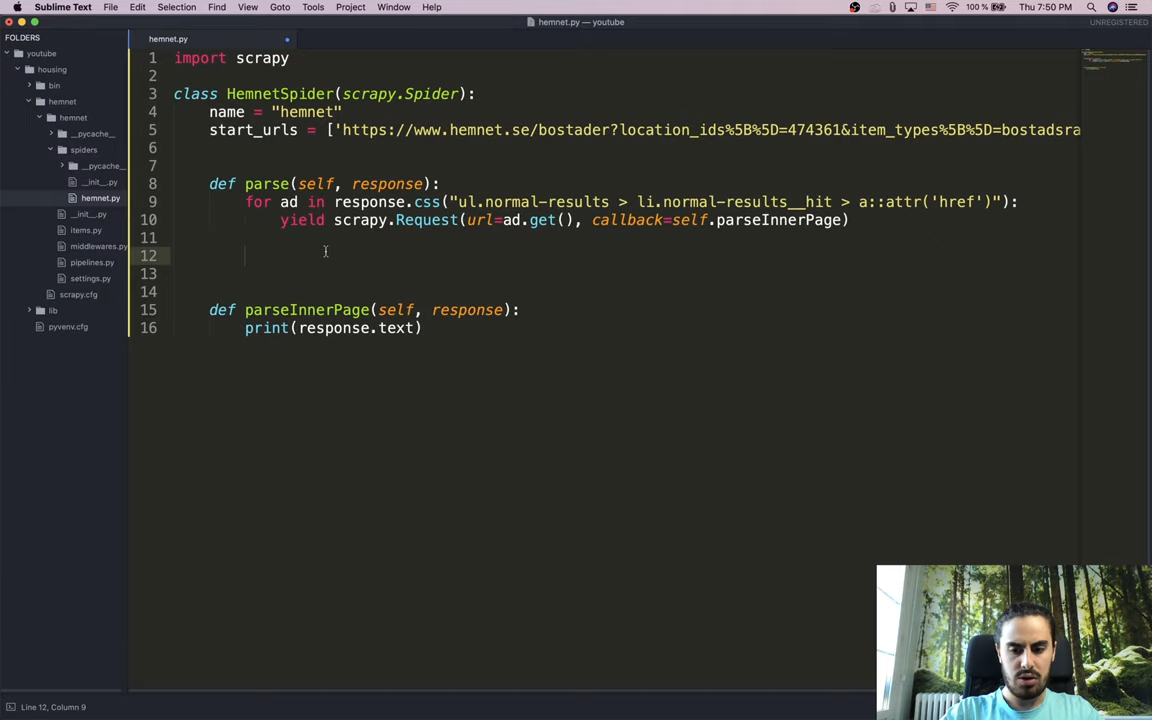 Sublime Text File Edit Selection Find View Goto Tools Project Window Help 100 % Thu 7:50 PM
hemnet.py — youtube UNREGISTERED
FOLDERS
youtube
housing
bin
hemnet
hemnet
__pycache__
spiders
__pycache__
__init__.py
hemnet.py
__init__.py
items.py
middlewares.py
pipelines.py
settings.py
scrapy.cfg
lib
pyvenv.cfg
hemnet.py
1 import scrapy
2
3 class HemnetSpider(scrapy.Spider):
4 name = "hemnet"
5 start_urls = ['https://www.hemnet.se/bostader?location_ids%5B%5D=474361&item_types%5B%5D=bostadsra
6
7
8 def parse(self, response):
9 for ad in response.css("ul.normal-results > li.normal-results__hit > a::attr('href')"):
10 yield scrapy.Request(url=ad.get(), callback=self.parseInnerPage)
11
12
13
14
15 def parseInnerPage(self, response):
16 print(response.text)
Line 12, Column 9